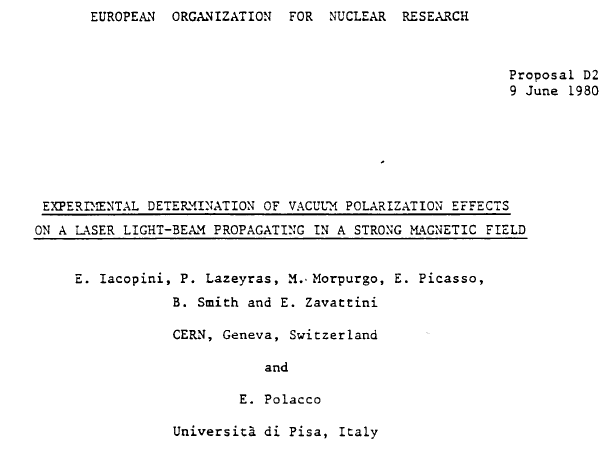 EUROPEAN ORGANIZATION FOR NUCLEAR RESEARCH
Proposal D2
9 June 1980
EXPERIMENTAL DETERMINATION OF VACUUM POLARIZATION EFFECTS
ON A LASER LIGHT-BEAM PROPAGATING IN A STRONG MAGNETIC FIELD
E. Iacopini, P. Lazeyras, M. Morpurgo, E. Picasso,
B. Smith and E. Zavattini
CERN, Geneva, Switzerland
and
E. Polacco
Università di Pisa, Italy